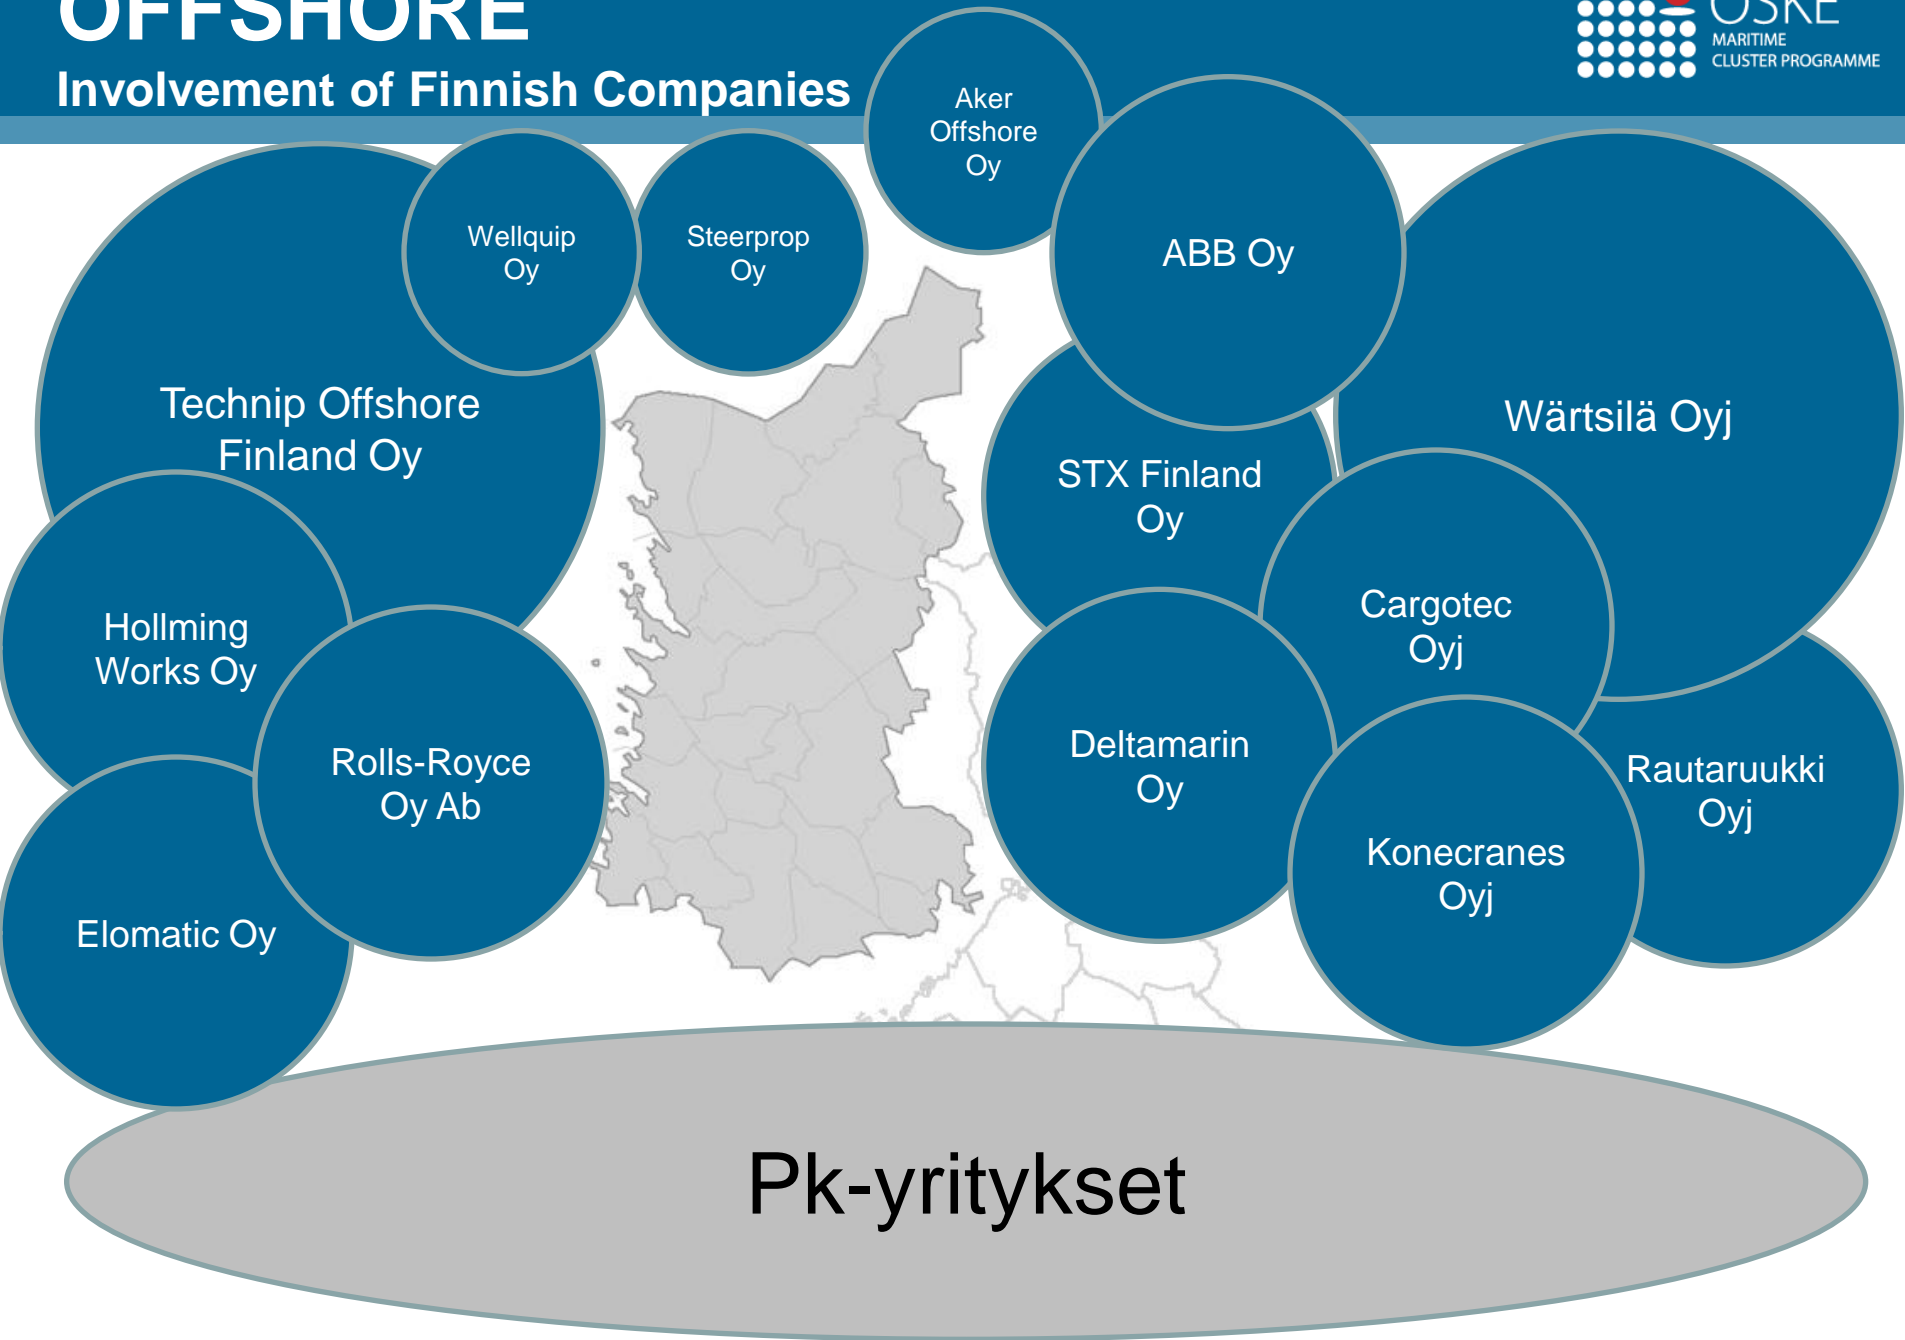 OFFSHORE
Involvement of Finnish Companies
OSKE
MARITIME
CLUSTER PROGRAMME
Aker
Offshore
Oy
Wellquip
Oy
Steerprop
Oy
ABB Oy
Technip Offshore
Finland Oy
Wärtsilä Oyj
STX Finland
Oy
Hollming
Works Oy
Cargotec
Oyj
Rolls-Royce
Oy Ab
Deltamarin
Oy
Rautaruukki
Oyj
Konecranes
Oyj
Elomatic Oy
Pk-yritykset